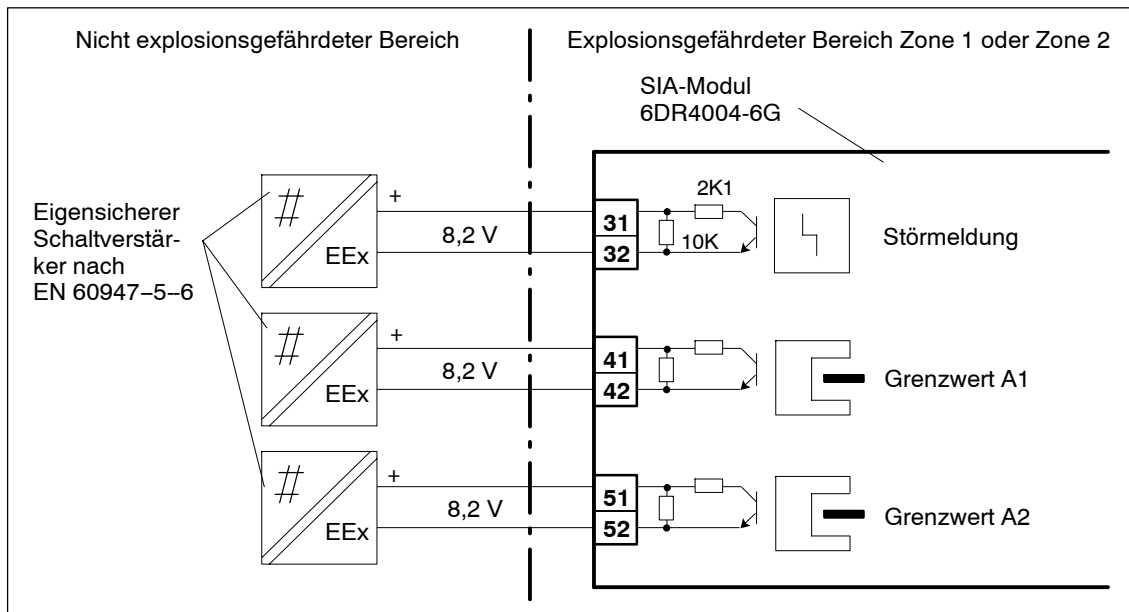 Nicht explosionsgefährdeter Bereich
Explosionsgefährdeter Bereich Zone 1 oder Zone 2
SIA-Modul
6DR4004-6G
Eigensicherer
Schaltverstär-
ker nach
EN 60947–5–6
EEx
+
8,2 V
31
32
2K1
10K
Störmeldung
EEx
+
8,2 V
41
42
Grenzwert A1
EEx
+
8,2 V
51
52
Grenzwert A2